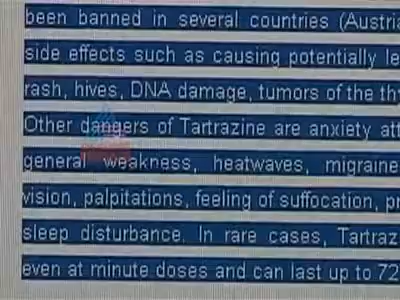 been banned in several countries (Austria
side effects such as causing potentially le
rash, hives, DNA damage, tumors of the th
Other dangers of Tartrazine are anxiety att
general weakness, heatwaves, migraine
vision, palpitations, feeling of suffocation, pr
sleep disturbance. In rare cases, Tartraz
even at minute doses and can last up to 72